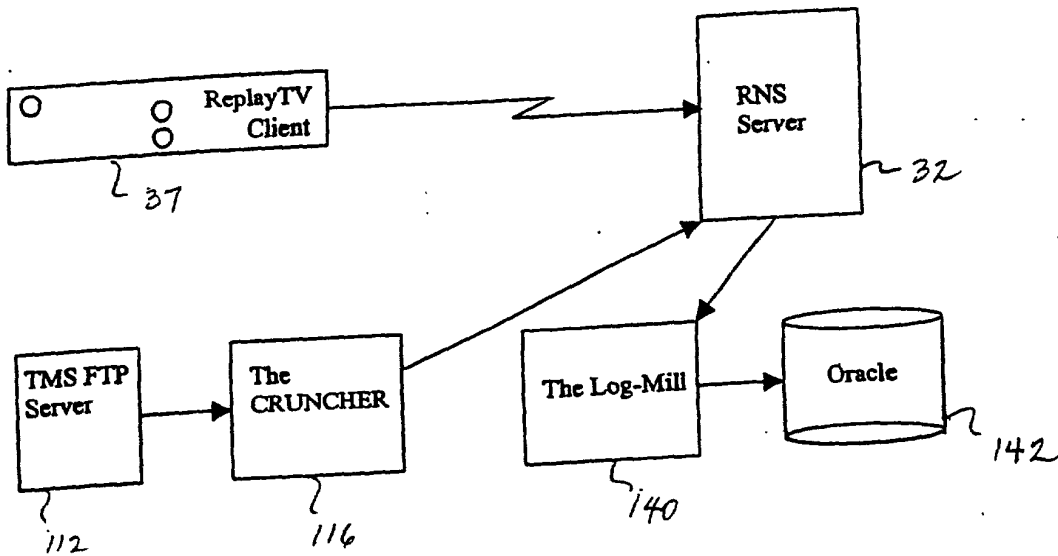 ReplayTV
Client
37
RNS
Server
32
TMS FTP
Server
112
The
CRUNCHER
116
The Log-Mill
140
Oracle
142